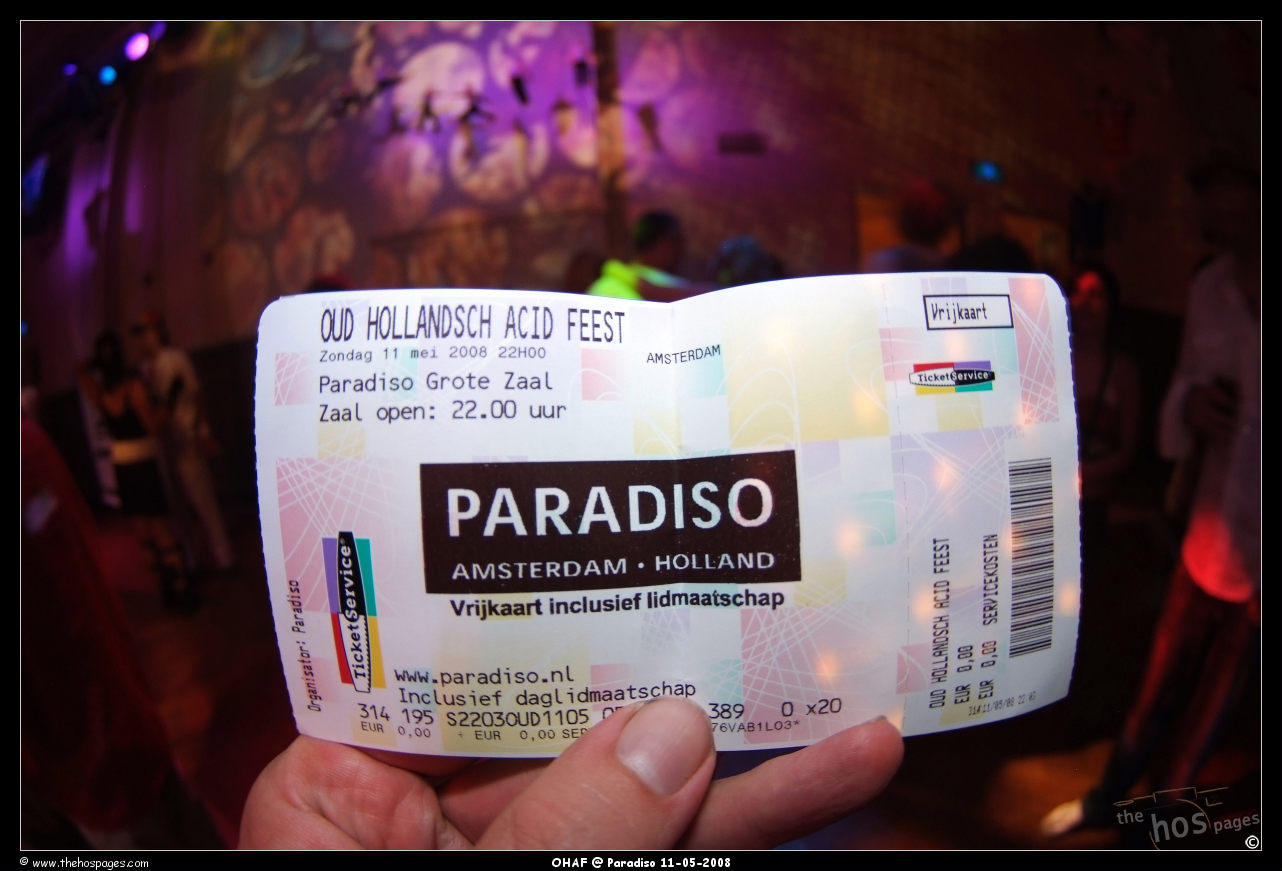 OUD HOLLANDSCH ACID FEEST
Zondag 11 mei 2008 22H00
AMSTERDAM
Paradiso Grote Zaal
Zaal open: 22.00 uur
PARADISO
AMSTERDAM • HOLLAND
Vrijkaart inclusief lidmaatschap
Organisator: Paradiso
TicketService
www.paradiso.nl
Inclusief daglidmaatschap
314 195 S2203OUD1105 389 0 x20
EUR 0,00 + EUR 0,00 76VAB1L03*
Vrijkaart
TicketService
OUD HOLLANDSCH ACID FEEST
EUR 0,00
EUR 0,00 SERVICEKOSTEN
the hos pages
©
© www.thehospages.com
OHAF @ Paradiso 11-05-2008